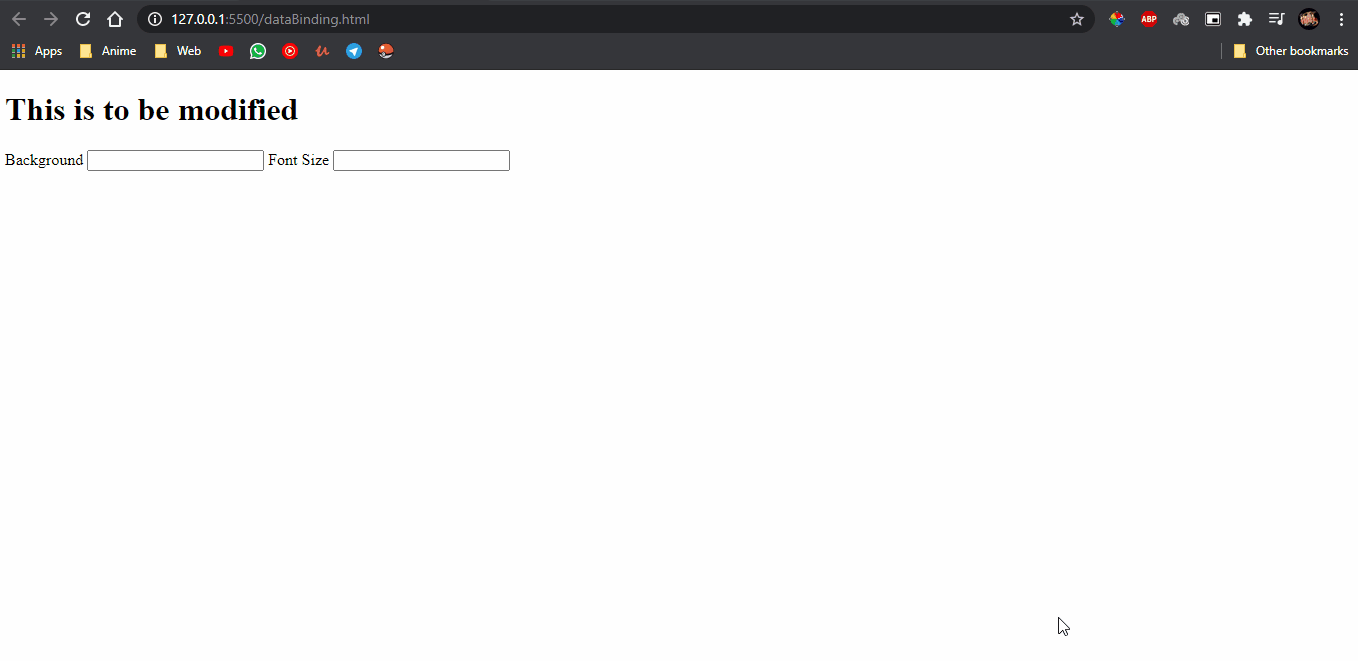 127.0.0.1:5500/dataBinding.html
ABP
Apps Anime Web Other bookmarks
This is to be modified
Background Font Size